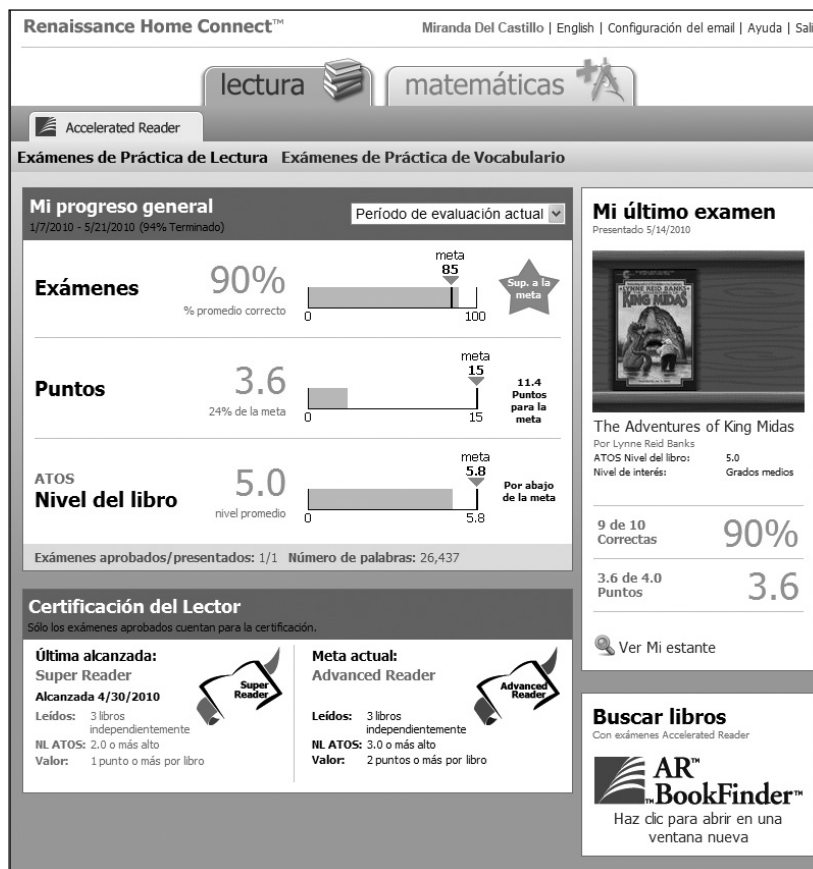 Renaissance Home Connect™
Miranda Del Castillo | English | Configuración del email | Ayuda | Sali
lectura
matemáticas
Accelerated Reader
Exámenes de Práctica de Lectura Exámenes de Práctica de Vocabulario
Mi progreso general
1/7/2010 - 5/21/2010 (94% Terminado)
Período de evaluación actual
Exámenes
90%
% promedio correcto
meta
85
0
100
Sup. a la
meta
Puntos
3.6
24% de la meta
meta
15
0
15
11.4
Puntos
para la
meta
ATOS
Nivel del libro
5.0
nivel promedio
meta
5.8
0
5.8
Por abajo
de la meta
Exámenes aprobados/presentados: 1/1 Número de palabras: 26,437
Certificación del Lector
Sólo los exámenes aprobados cuentan para la certificación.
Última alcanzada:
Super Reader
Alcanzada 4/30/2010
Leídos: 3 libros
independientemente
NL ATOS: 2.0 o más alto
Valor: 1 punto o más por libro
Super
Reader
Meta actual:
Advanced Reader
Leídos: 3 libros
independientemente
NL ATOS: 3.0 o más alto
Valor: 2 puntos o más por libro
Advanced
Reader
Mi último examen
Presentado 5/14/2010
LYNNE REID BANKS
KING MIDAS
The Adventures of King Midas
Por Lynne Reid Banks
ATOS Nivel del libro: 5.0
Nivel de interés: Grados medios
9 de 10
Correctas
90%
3.6 de 4.0
Puntos
3.6
Ver Mi estante
Buscar libros
Con exámenes Accelerated Reader
AR™
™BookFinder™
Haz clic para abrir en una
ventana nueva